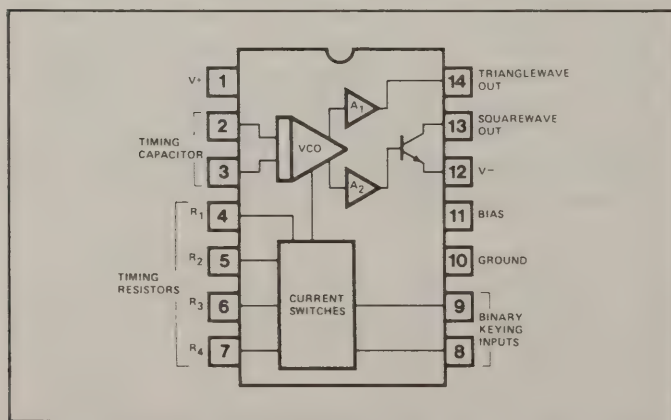 V+ 1
2
TIMING
CAPACITOR
3
R1 4
R2 5
TIMING
RESISTORS
R3 6
R4 7
VCO
A1
A2
CURRENT
SWITCHES
14 TRIANGLEWAVE
OUT
13 SQUAREWAVE
OUT
12 V−
11 BIAS
10 GROUND
9 BINARY
KEYING
INPUTS
8